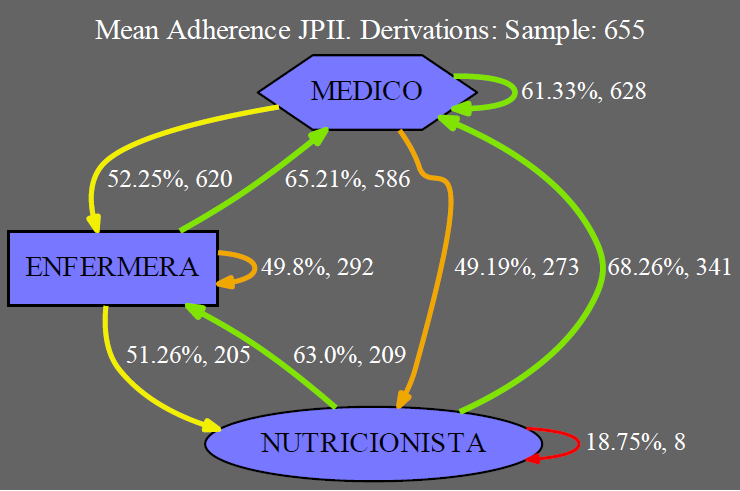 Mean Adherence JPII. Derivations: Sample: 655
MEDICO
61.33%, 628
52.25%, 620
65.21%, 586
ENFERMERA
49.8%, 292
49.19%, 273
68.26%, 341
51.26%, 205
63.0%, 209
NUTRICIONISTA
18.75%, 8